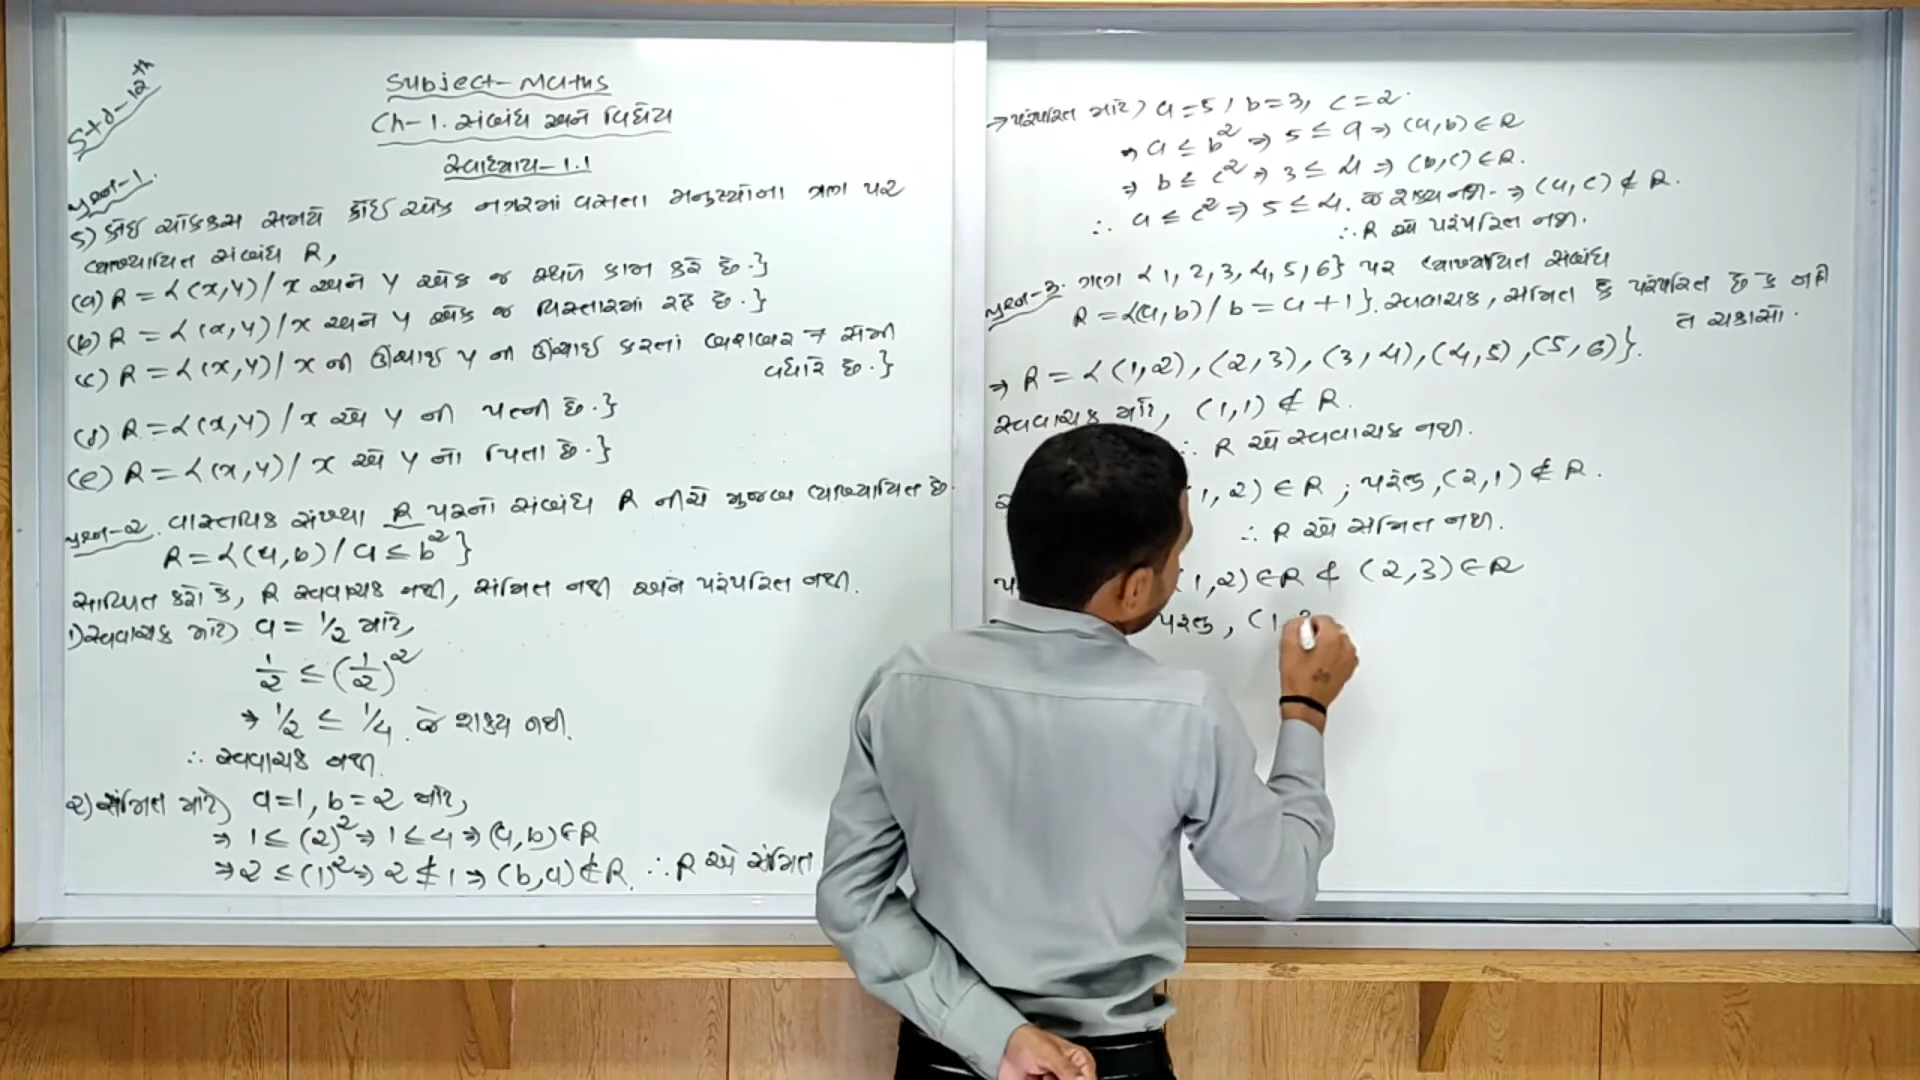 Std-12th
Subject-Maths
Ch-1. સંબંધ અને વિધેય
સ્વાધ્યાય-1.1
પ્રશ્ન-1.
5) કોઈ ચોક્કસ સમયે કોઈ એક નગરમાં વસતા મનુષ્યોના ગણ પર
વ્યાખ્યાયિત સંબંધ R,
(a) R = {(x,y) / x અને y એક જ સ્થળે કામ કરે છે.}
(b) R = {(x,y) / x અને y એક જ વિસ્તારમાં રહે છે.}
(c) R = {(x,y) / x ની ઊંચાઈ y ની ઊંચાઈ કરતાં બરાબર 7 સેમી
વધારે છે.}
(d) R = {(x,y) / x એ y ની પત્ની છે.}
(e) R = {(x,y) / x એ y નો પિતા છે.}
પ્રશ્ન-2. વાસ્તવિક સંખ્યા R પરનો સંબંધ R નીચે મુજબ વ્યાખ્યાયિત છે.
R = {(a,b) / a ≤ b²}
સાબિત કરો કે, R સ્વવાચક નથી, સંમિત નથી અને પરંપરિત નથી.
1) સ્વવાચક માટે) a = 1/2 માટે,
1/2 ≤ (1/2)²
⇒ 1/2 ≤ 1/4. જે શક્ય નથી.
∴ સ્વવાચક નથી.
2) સંમિત માટે) a=1, b=2 માટે,
⇒ 1 ≤ (2)² ⇒ 1 ≤ 4 ⇒ (a,b) ∈ R
⇒ 2 ≤ (1)² ⇒ 2 ≰ 1 ⇒ (b,a) ∉ R. ∴ R એ સંમિત
→ પરંપરિત માટે) a=5, b=3, c=2.
⇒ a ≤ b² ⇒ 5 ≤ 9 ⇒ (a,b) ∈ R
⇒ b ≤ c² ⇒ 3 ≤ 4 ⇒ (b,c) ∈ R.
∴ a ≤ c² ⇒ 5 ≤ 4. જે શક્ય નથી. ⇒ (a,c) ∉ R.
∴ R એ પરંપરિત નથી.
પ્રશ્ન-3. ગણ {1,2,3,4,5,6} પર વ્યાખ્યાયિત સંબંધ
R = {(a,b) / b = a+1}. સ્વવાચક, સંમિત કે પરંપરિત છે કે નહી
તે ચકાસો.
⇒ R = {(1,2), (2,3), (3,4), (4,5), (5,6)}.
સ્વવાચક માટે, (1,1) ∉ R.
∴ R એ સ્વવાચક નથી.
1,2) ∈ R; પરંતુ, (2,1) ∉ R.
∴ R એ સંમિત નથી.
(1,2) ∈ R & (2,3) ∈ R
પરંતુ, (1,